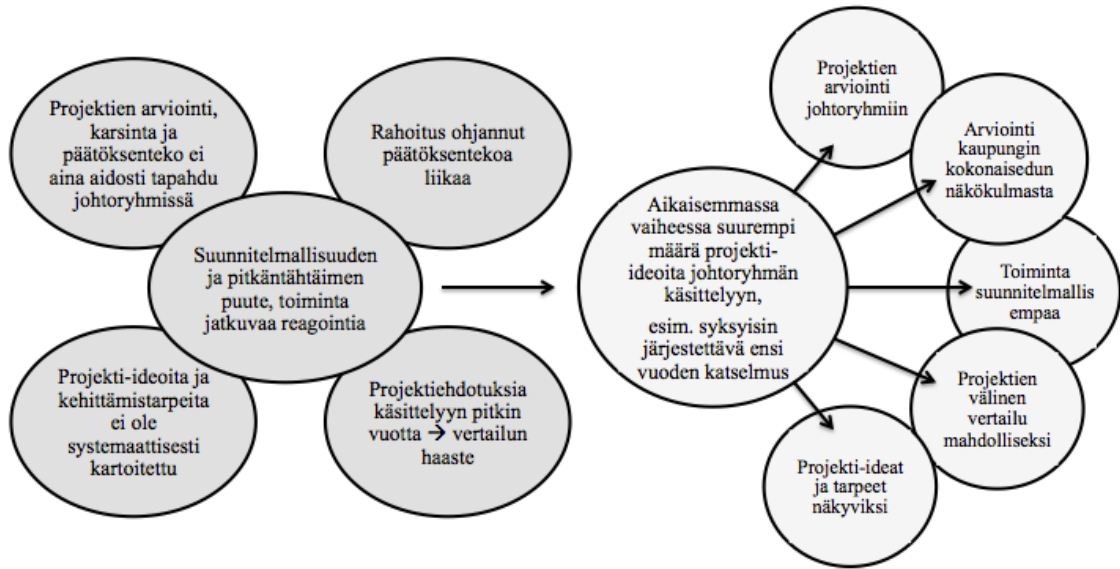 Projektien arviointi,
karsinta ja
päätöksenteko ei
aina aidosti tapahdu
johtoryhmissä
Rahoitus ohjannut
päätöksentekoa
liikaa
Suunnitelmallisuuden
ja pitkäntähtäimen
puute, toiminta
jatkuvaa reagointia
Projekti-ideoita ja
kehittämistarpeita
ei ole
systemaattisesti
kartoitettu
Projektiehdotuksia
käsittelyyn pitkin
vuotta → vertailun
haaste
Aikaisemmassa
vaiheessa suurempi
määrä projekti-
ideoita johtoryhmän
käsittelyyn,
esim. syksyisin
järjestettävä ensi
vuoden katselmus
Projektien
arviointi
johtoryhmiin
Arviointi
kaupungin
kokonaisedun
näkökulmasta
Toiminta
suunnitelmallis
empaa
Projektien
välinen
vertailu
mahdolliseksi
Projekti-ideat
ja tarpeet
näkyviksi